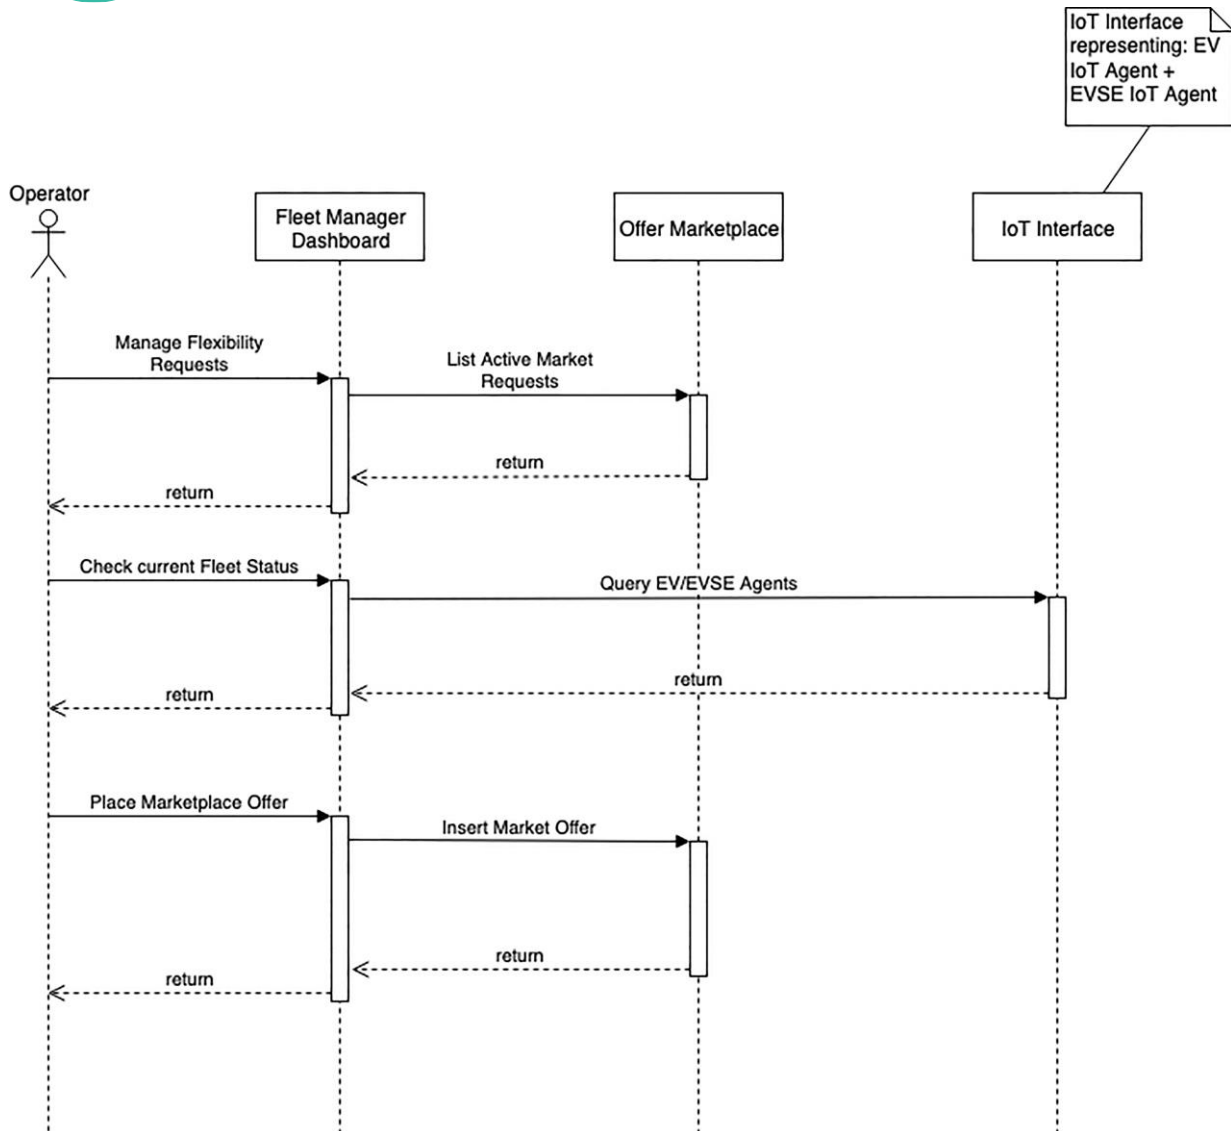 IoT Interface
representing: EV
IoT Agent +
EVSE IoT Agent
Operator
Fleet Manager
Dashboard
Offer Marketplace
IoT Interface
Manage Flexibility
Requests
List Active Market
Requests
return
return
Check current Fleet Status
Query EV/EVSE Agents
return
return
Place Marketplace Offer
Insert Market Offer
return
return